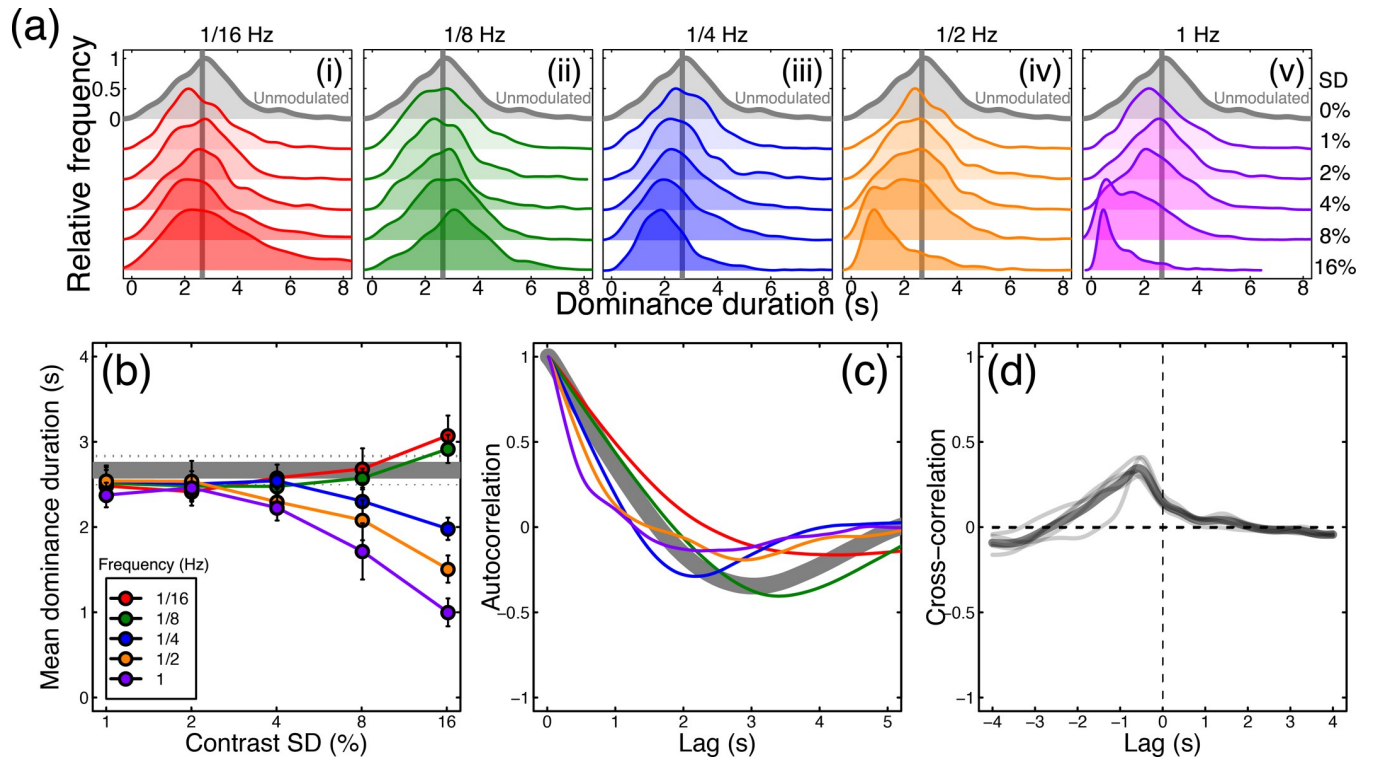 (a)
1/16 Hz
1/8 Hz
1/4 Hz
1/2 Hz
1 Hz
Relative frequency
1
0.5
0
(i)
(ii)
(iii)
(iv)
(v)
Unmodulated
Unmodulated
Unmodulated
Unmodulated
Unmodulated
SD
0%
1%
2%
4%
8%
16%
0 2 4 6 8
0 2 4 6 8
0 2 4 6 8
0 2 4 6 8
0 2 4 6 8
Dominance duration (s)
(b)
Mean dominance duration (s)
4
3
2
1
0
Frequency (Hz)
1/16
1/8
1/4
1/2
1
1 2 4 8 16
Contrast SD (%)
(c)
Autocorrelation
1
0.5
0
−0.5
−1
0 1 2 3 4 5
Lag (s)
(d)
Cross−correlation
1
0.5
0
−0.5
−1
−4 −3 −2 −1 0 1 2 3 4
Lag (s)